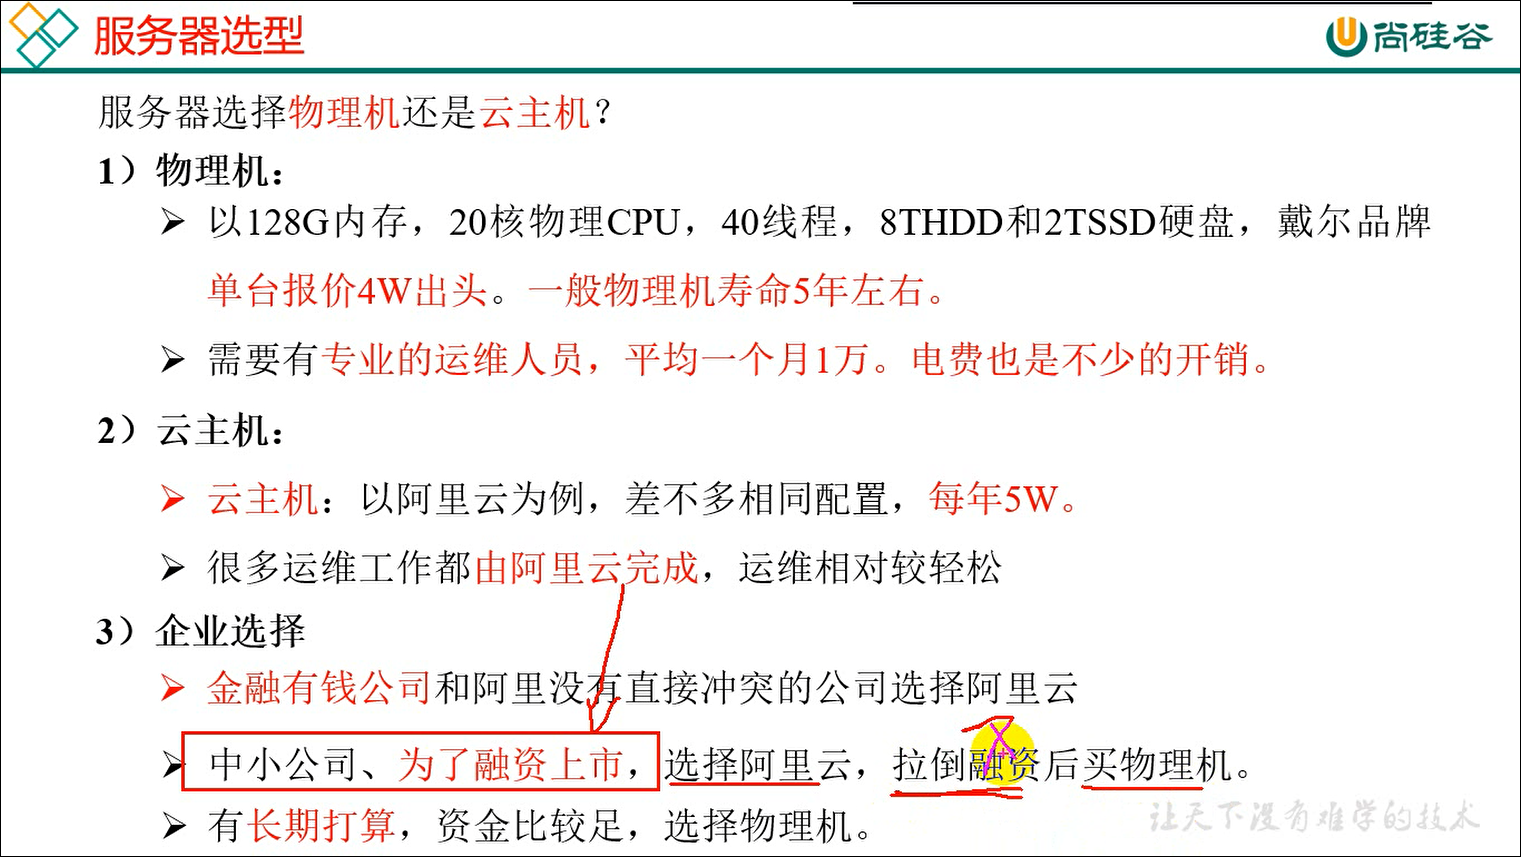 服务器选型
尚硅谷
服务器选择物理机还是云主机？
1）物理机：
以128G内存，20核物理CPU，40线程，8THDD和2TSSD硬盘，戴尔品牌
单台报价4W出头。一般物理机寿命5年左右。
需要有专业的运维人员，平均一个月1万。电费也是不少的开销。
2）云主机：
云主机：以阿里云为例，差不多相同配置，每年5W。
很多运维工作都由阿里云完成，运维相对较轻松
3）企业选择
金融有钱公司和阿里没有直接冲突的公司选择阿里云
中小公司、为了融资上市，选择阿里云，拉倒融资后买物理机。
有长期打算，资金比较足，选择物理机。
让天下没有难学的技术